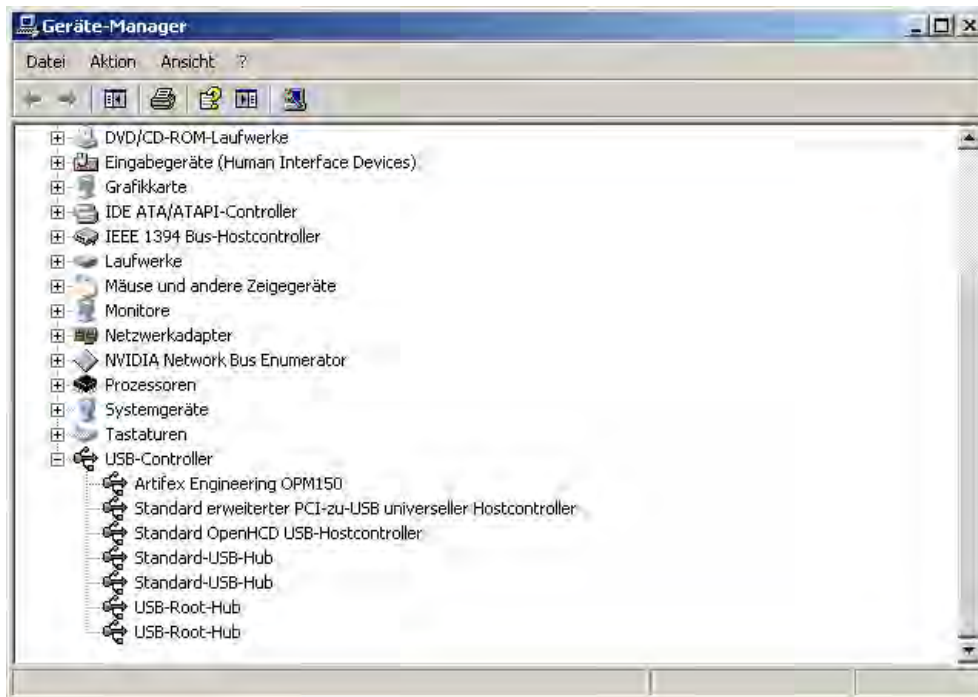 Geräte-Manager
Datei Aktion Ansicht ?
DVD/CD-ROM-Laufwerke
Eingabegeräte (Human Interface Devices)
Grafikkarte
IDE ATA/ATAPI-Controller
IEEE 1394 Bus-Hostcontroller
Laufwerke
Mäuse und andere Zeigegeräte
Monitore
Netzwerkadapter
NVIDIA Network Bus Enumerator
Prozessoren
Systemgeräte
Tastaturen
USB-Controller
Artifex Engineering OPM150
Standard erweiterter PCI-zu-USB universeller Hostcontroller
Standard OpenHCD USB-Hostcontroller
Standard-USB-Hub
Standard-USB-Hub
USB-Root-Hub
USB-Root-Hub